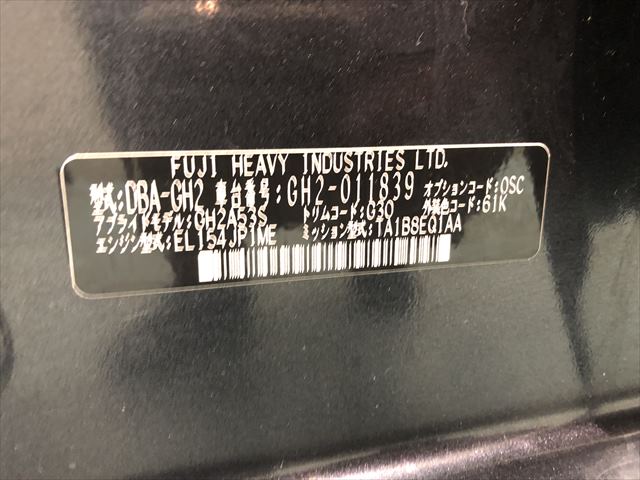 FUJI HEAVY INDUSTRIES LTD.
型式:DBA-GH2 車台番号:GH2-011839 オプションコード:OSC
アプライドモデル:GH2A53S トリムコード:G30 外装色コード:61K
エンジン型式:EL154JP1ME ミッション型式:TA1B8EQ1AA